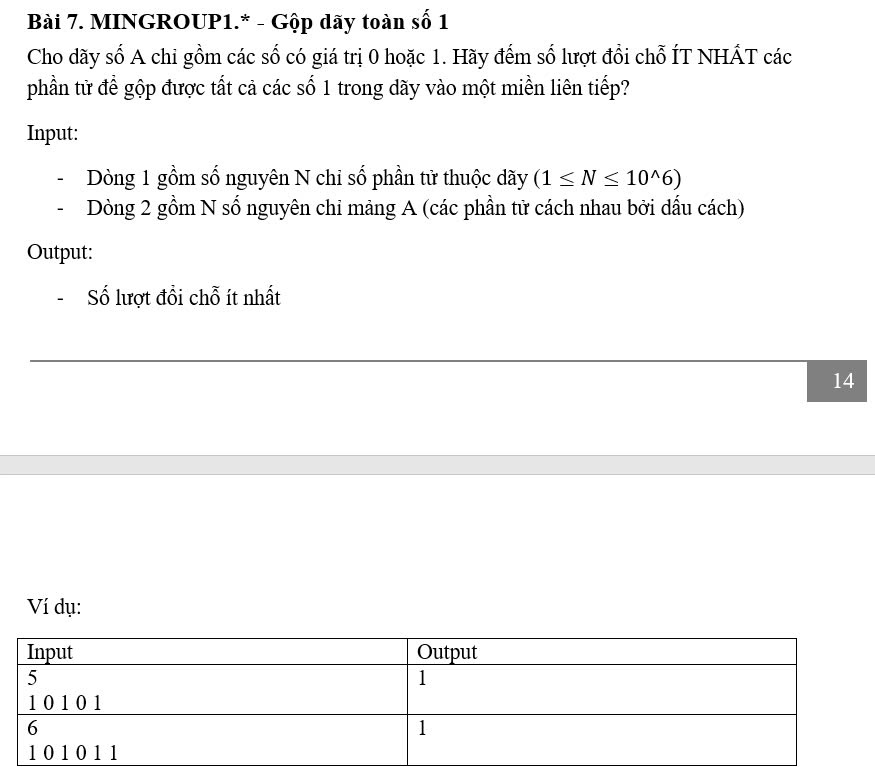 Bài 7. MINGROUP1.* - Gộp dãy toàn số 1
Cho dãy số A chỉ gồm các số có giá trị 0 hoặc 1. Hãy đếm số lượt đổi chỗ ÍT NHẤT các
phần tử để gộp được tất cả các số 1 trong dãy vào một miền liên tiếp?
Input:
- Dòng 1 gồm số nguyên N chỉ số phần tử thuộc dãy (1 ≤ N ≤ 10^6)
- Dòng 2 gồm N số nguyên chỉ mảng A (các phần tử cách nhau bởi dấu cách)
Output:
- Số lượt đổi chỗ ít nhất
14
Ví dụ:
Input Output
5 1
1 0 1 0 1
6 1
1 0 1 0 1 1